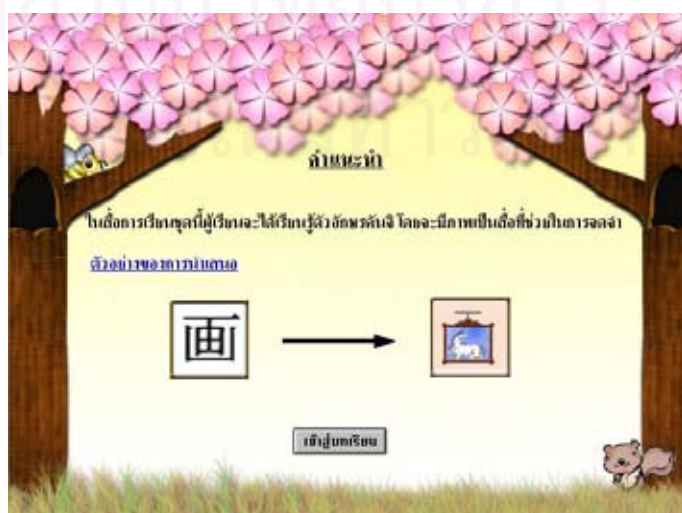 คำแนะนำ
ในสื่อการเรียนชุดนี้ผู้เรียนจะได้เรียนรู้ตัวอักษรคันจิ โดยจะมีภาพเป็นสื่อที่ช่วยในการจดจำ
ตัวอย่างของการนำเสนอ
画
เข้าสู่บทเรียน